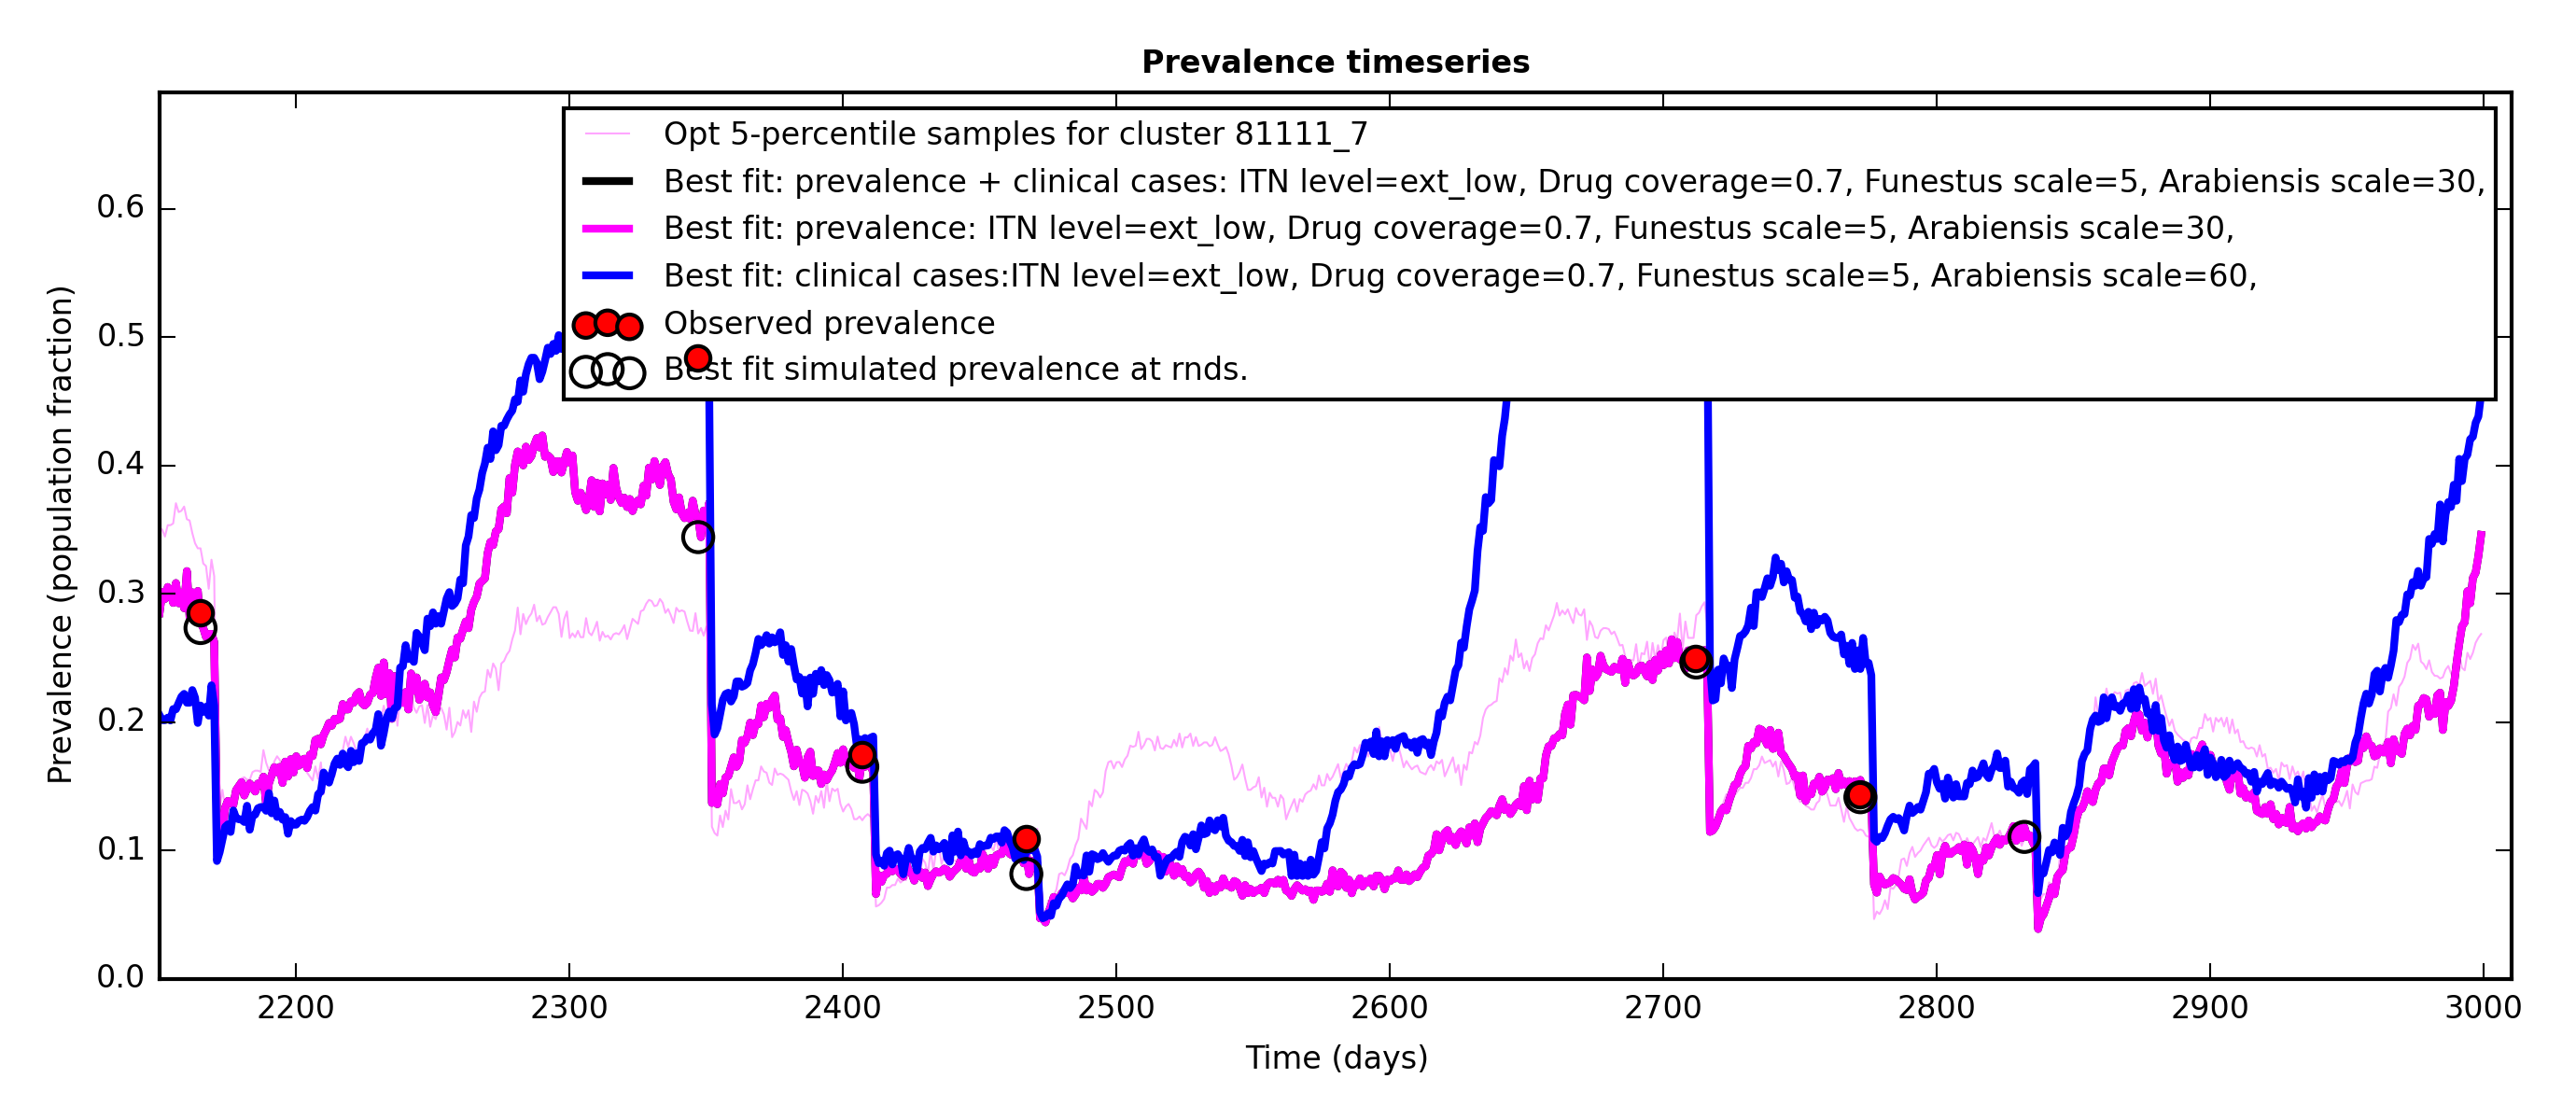 Prevalence timeseries
Opt 5-percentile samples for cluster 81111_7
Best fit: prevalence + clinical cases: ITN level=ext_low, Drug coverage=0.7, Funestus scale=5, Arabiensis scale=30,
Best fit: prevalence: ITN level=ext_low, Drug coverage=0.7, Funestus scale=5, Arabiensis scale=30,
Best fit: clinical cases:ITN level=ext_low, Drug coverage=0.7, Funestus scale=5, Arabiensis scale=60,
Observed prevalence
Best fit simulated prevalence at rnds.
Prevalence (population fraction)
0.6
0.5
0.4
0.3
0.2
0.1
0.0
2200 2300 2400 2500 2600 2700 2800 2900 3000
Time (days)